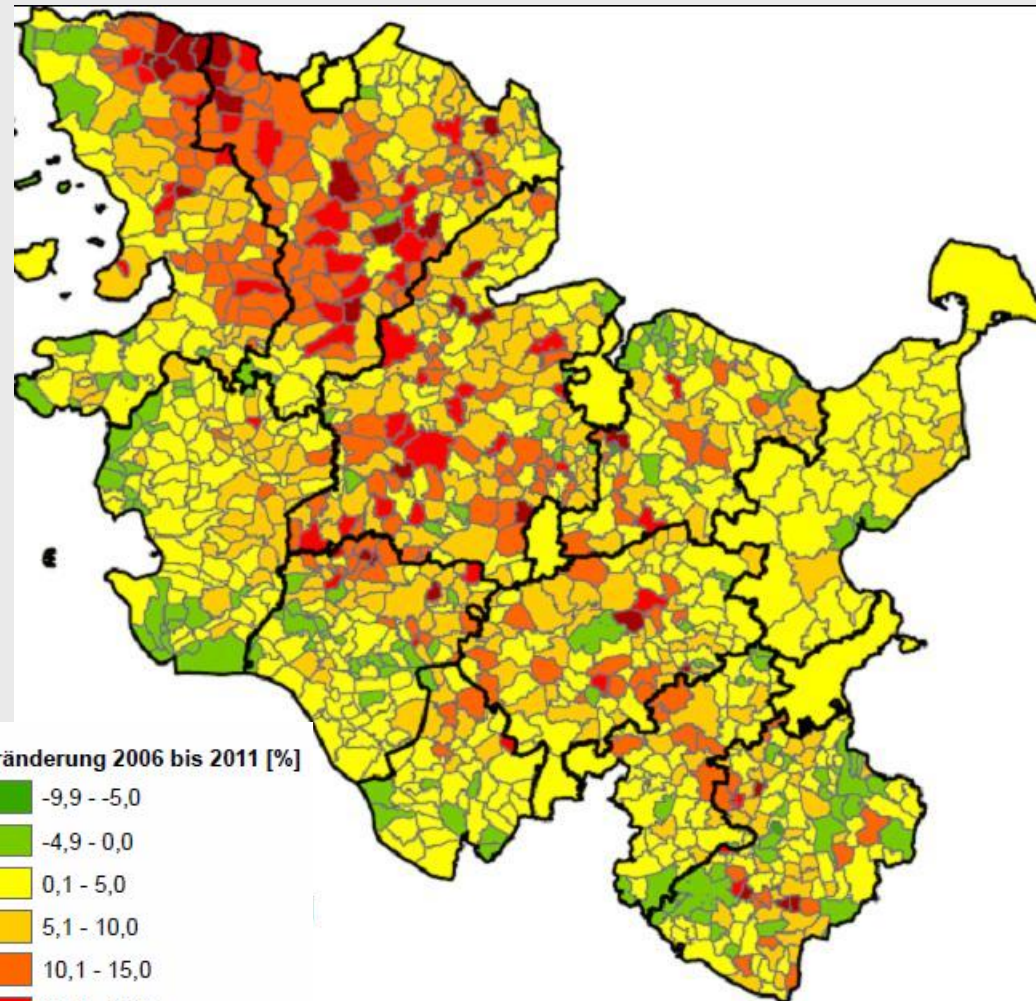 ränderung 2006 bis 2011 [%]
-9,9 - -5,0
-4,9 - 0,0
0,1 - 5,0
5,1 - 10,0
10,1 - 15,0